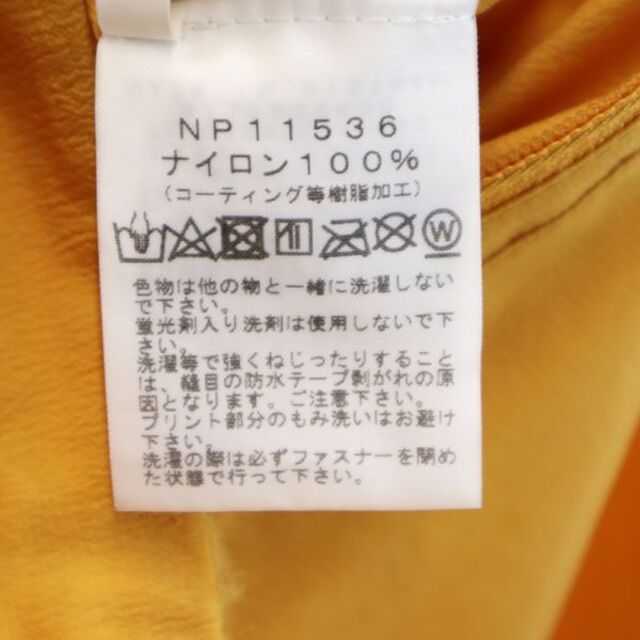 NP11536
ナイロン100%
(コーティング等樹脂加工)
色物は他の物と一緒に洗濯しない
で下さい。
蛍光剤入り洗剤は使用しないで下
さい。
洗濯等で強くねじったりすること
は、縫目の防水テープ剥がれの原
因となります。ご注意下さい。
プリント部分のもみ洗いはお避け
下さい。
洗濯の際は必ずファスナーを閉め
た状態で行って下さい。